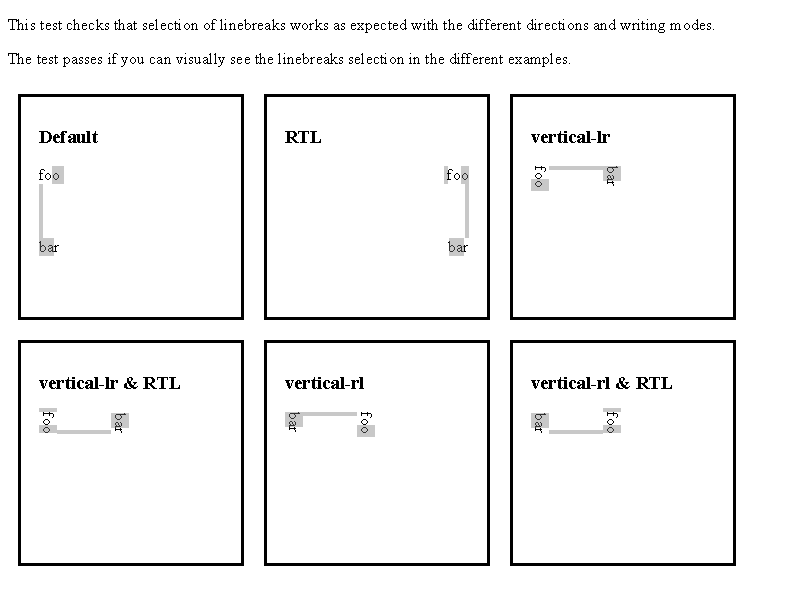 This test checks that selection of linebreaks works as expected with the different directions and writing modes.
The test passes if you can visually see the linebreaks selection in the different examples.
Default
foo
bar
RTL
foo
bar
vertical-lr
foo
bar
vertical-lr & RTL
foo
bar
vertical-rl
foo
bar
vertical-rl & RTL
foo
bar